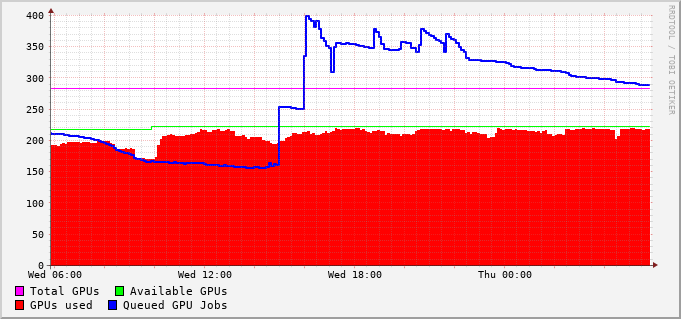 400
350
300
250
200
150
100
50
0
Wed 06:00 Wed 12:00 Wed 18:00 Thu 00:00
Total GPUs Available GPUs
GPUs used Queued GPU Jobs
RRDTOOL / TOBI OETIKER